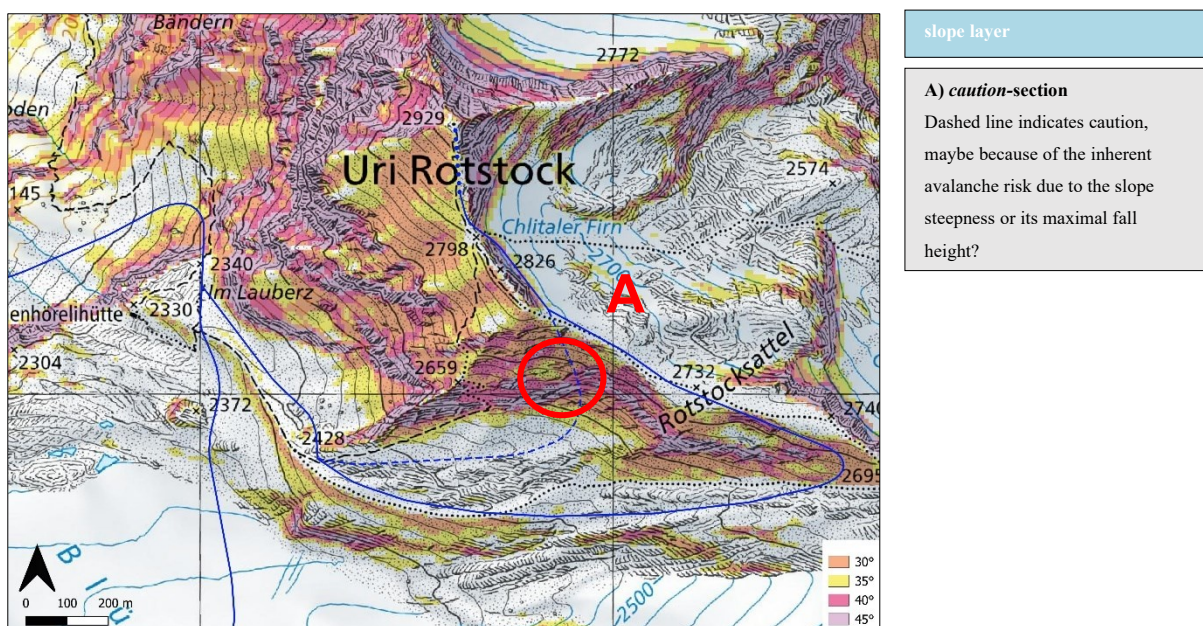 Bändern
2772
oden
2929
Uri Rotstock
2574
145
Chlitaler Firn
2798
2700
2826
2340
A
Im Lauberz
enhörelihütte
2330
2304
2659
2732
Rotstocksattel
2372
2740
2428
2695
B l ü
2500
0 100 200 m
30°
35°
40°
45°
slope layer
A) caution-section
Dashed line indicates caution,
maybe because of the inherent
avalanche risk due to the slope
steepness or its maximal fall
height?